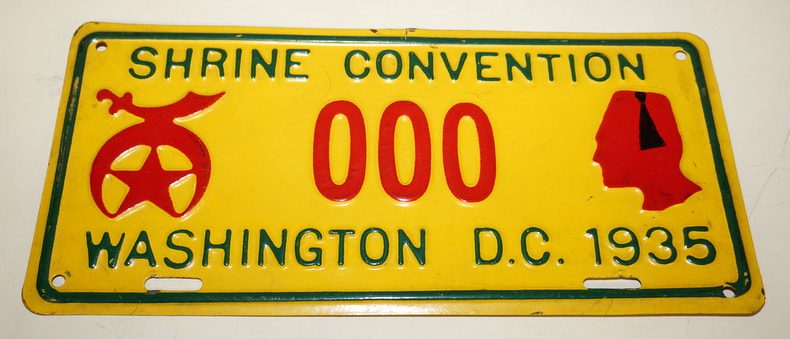 SHRINE CONVENTION
000
WASHINGTON D.C. 1935